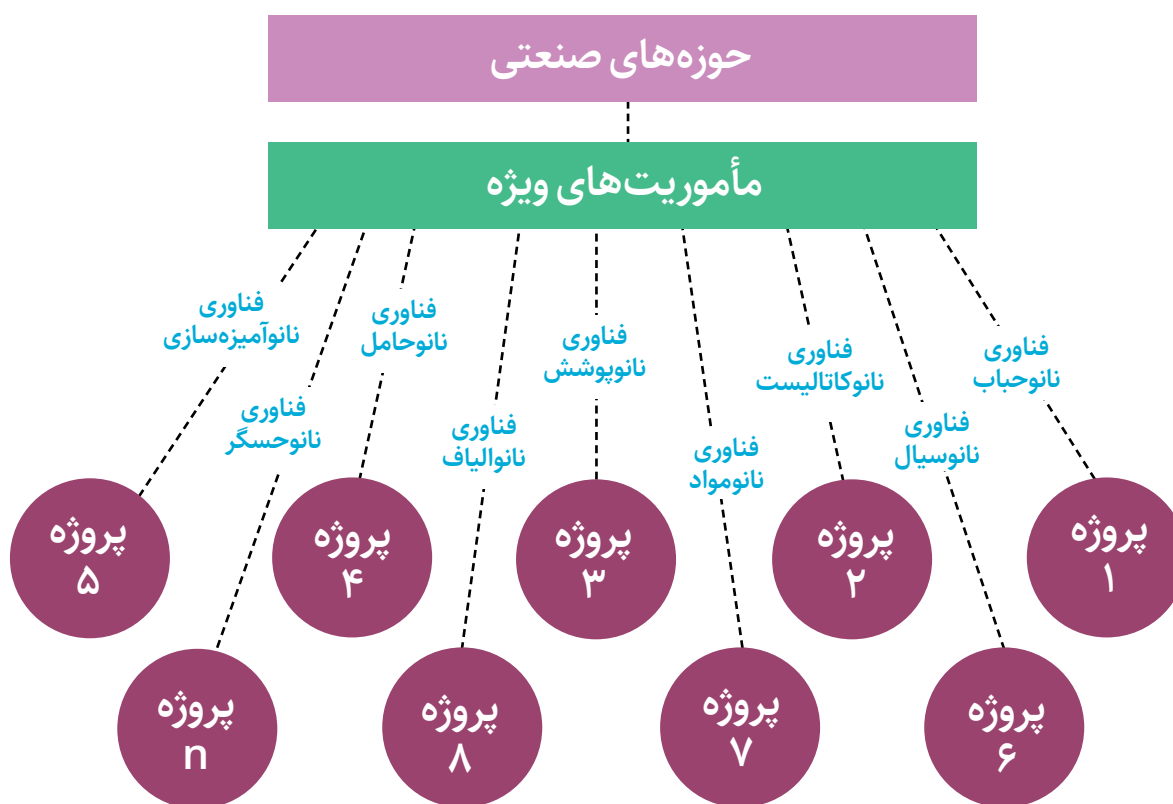 حوزه‌های صنعتی
مأموریت‌های ویژه
فناوری
نانوحباب
فناوری
نانوسیال
فناوری
نانوکاتالیست
فناوری
نانومواد
فناوری
نانوپوشش
فناوری
نانوالیاف
فناوری
نانوحامل
فناوری
نانوحسگر
فناوری
نانوآمیزه‌سازی
پروژه
۱
پروژه
۲
پروژه
۳
پروژه
۴
پروژه
۵
پروژه
۶
پروژه
۷
پروژه
۸
پروژه
n